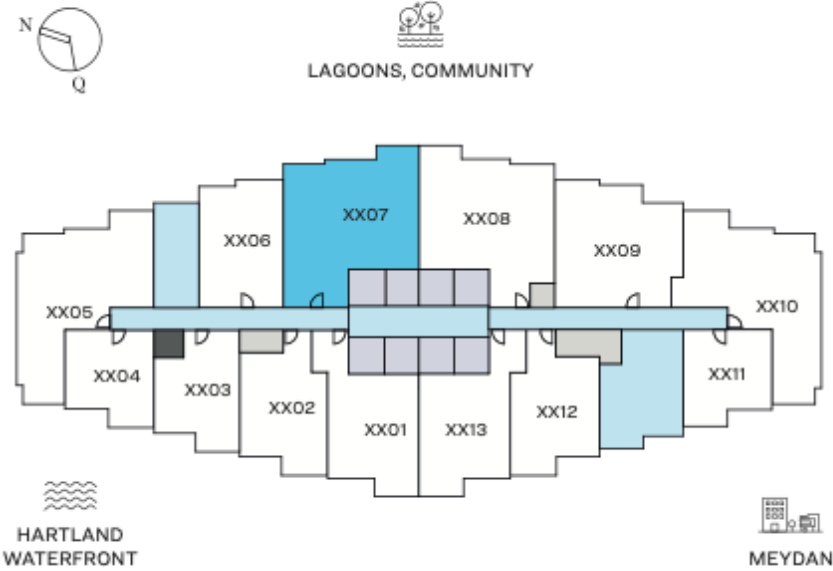 N
Q
LAGOONS, COMMUNITY
XX07
XX08
XX06
XX09
XX05
XX10
XX04
XX03
XX11
XX02
XX12
XX01
XX13
HARTLAND
WATERFRONT
MEYDAN